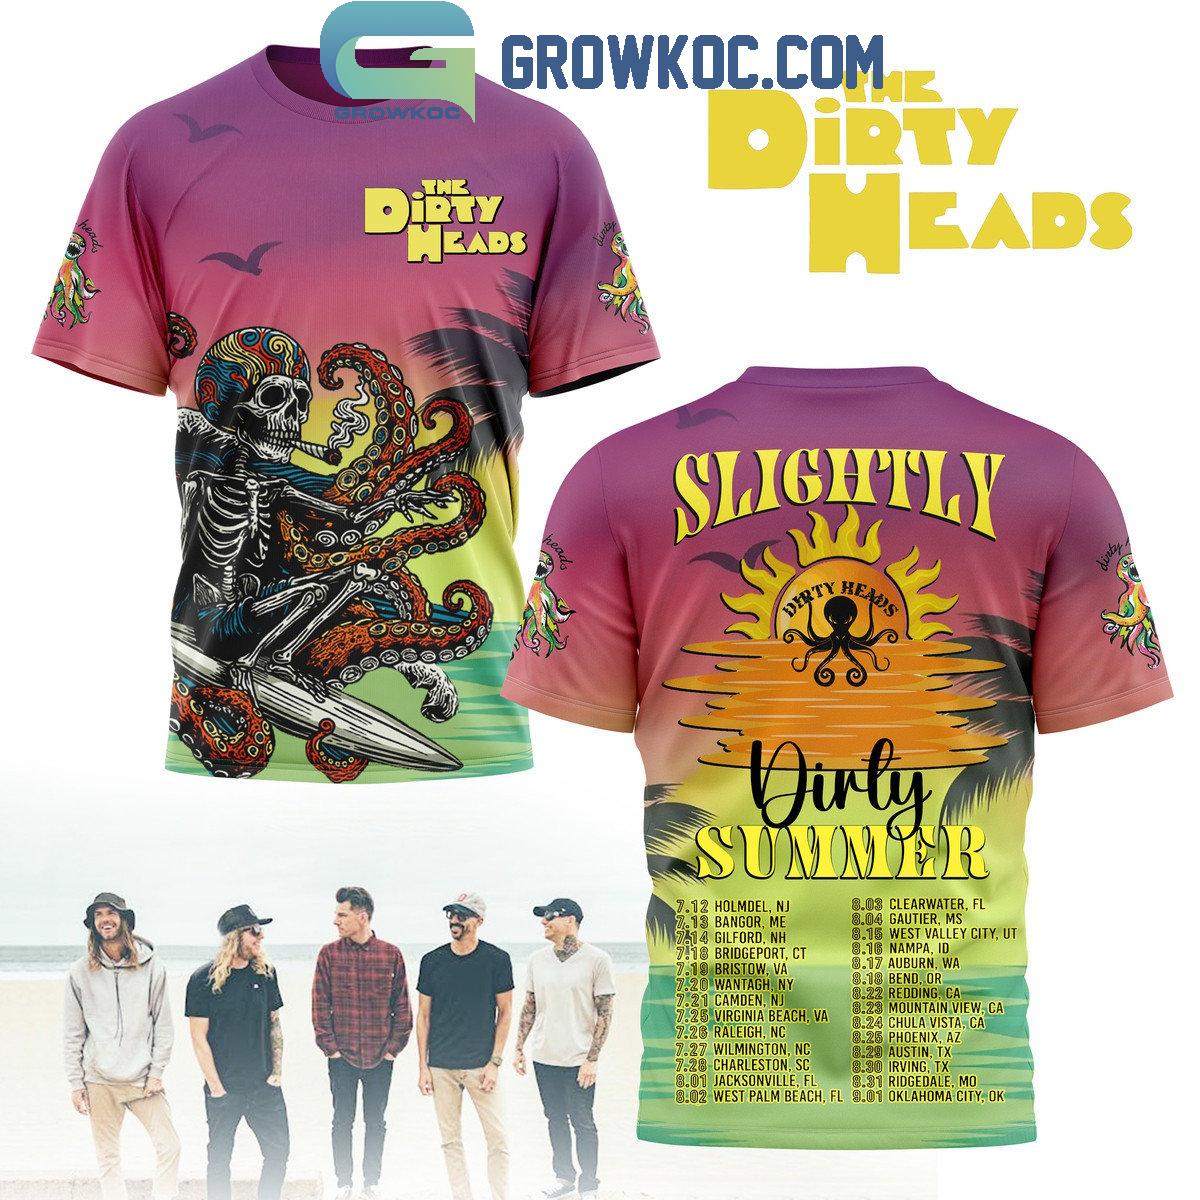 GROWKOC
GROWKOC.COM
THE
DiRTY
HEADS
THE
DiRTY
HEADS
heads
dirty
SLIGHTLY
DIRTY HEADS
Dirty
SUMMER
heads
dirty
7.12 HOLMDEL, NJ
7.13 BANGOR, ME
7.14 GILFORD, NH
7.18 BRIDGEPORT, CT
7.19 BRISTOW, VA
7.20 WANTAGH, NY
7.21 CAMDEN, NJ
7.25 VIRGINIA BEACH, VA
7.26 RALEIGH, NC
7.27 WILMINGTON, NC
7.28 CHARLESTON, SC
8.01 JACKSONVILLE, FL
8.02 WEST PALM BEACH, FL
8.03 CLEARWATER, FL
8.04 GAUTIER, MS
8.15 WEST VALLEY CITY, UT
8.16 NAMPA, ID
8.17 AUBURN, WA
8.18 BEND, OR
8.22 REDDING, CA
8.23 MOUNTAIN VIEW, CA
8.24 CHULA VISTA, CA
8.25 PHOENIX, AZ
8.29 AUSTIN, TX
8.30 IRVING, TX
8.31 RIDGEDALE, MO
9.01 OKLAHOMA CITY, OK